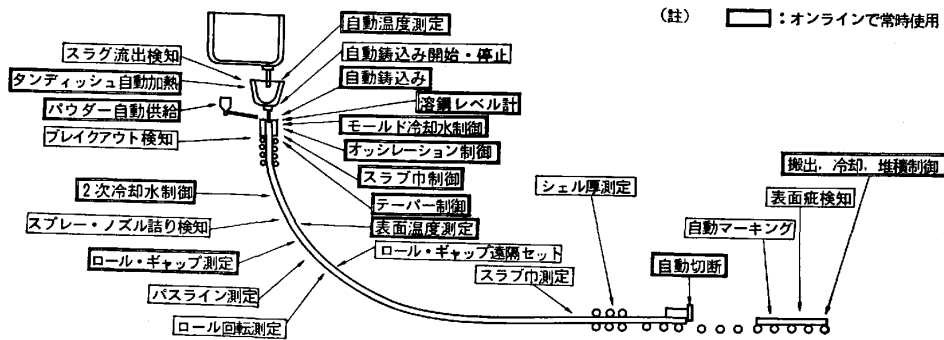 (註) : オンラインで常時使用
自動温度測定
スラグ流出検知
自動鋳込み開始・停止
タンディッシュ自動加熱
自動鋳込み
パウダー自動供給
溶鋼レベル計
モールド冷却水制御
ブレイクアウト検知
オッシレーション制御
スラブ巾制御
2次冷却水制御
テーパー制御
スプレー・ノズル詰り検知
表面温度測定
ロール・ギャップ測定
ロール・ギャップ遠隔セット
パスライン測定
スラブ巾測定
ロール回転測定
シェル厚測定
自動切断
搬出,冷却,堆積制御
表面疵検知
自動マーキング